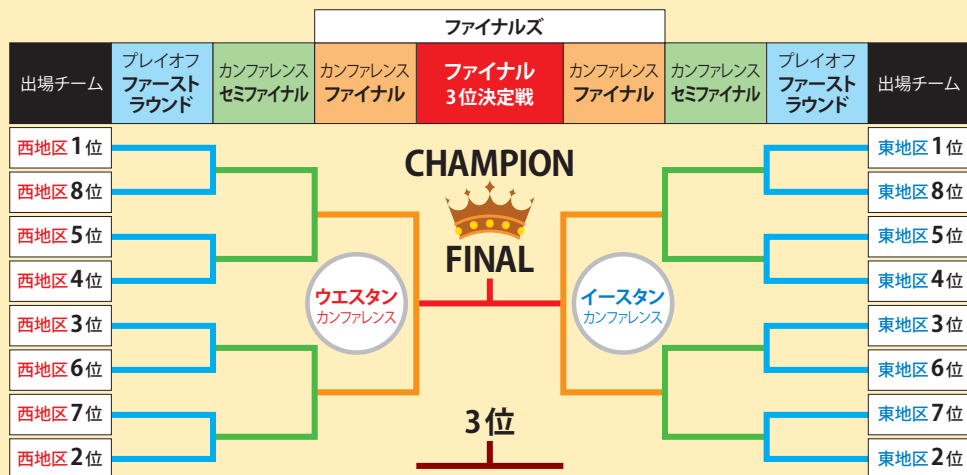 ファイナルズ
出場チーム
プレイオフ
ファースト
ラウンド
カンファレンス
セミファイナル
カンファレンス
ファイナル
ファイナル
3位決定戦
カンファレンス
ファイナル
カンファレンス
セミファイナル
プレイオフ
ファースト
ラウンド
出場チーム
西地区1位
西地区8位
西地区5位
西地区4位
西地区3位
西地区6位
西地区7位
西地区2位
CHAMPION
FINAL
ウエスタン
カンファレンス
イースタン
カンファレンス
3位
東地区1位
東地区8位
東地区5位
東地区4位
東地区3位
東地区6位
東地区7位
東地区2位